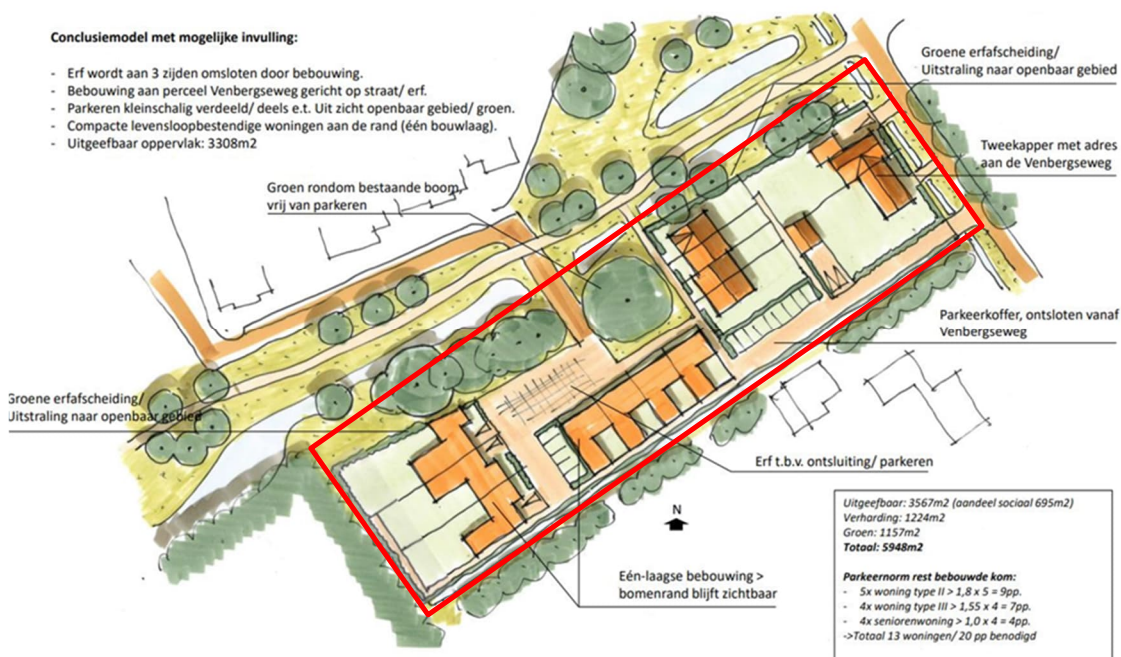 Conclusiemodel met mogelijke invulling:
- Erf wordt aan 3 zijden omsloten door bebouwing.
- Bebouwing aan perceel Venbergseweg gericht op straat/ erf.
- Parkeren kleinschalig verdeeld/ deels e.t. Uit zicht openbaar gebied/ groen.
- Compacte levensloopbestendige woningen aan de rand (één bouwlaag).
- Uitgeefbaar oppervlak: 3308m2
Groene erfafscheiding/
Uitstraling naar openbaar gebied
Tweekapper met adres
aan de Venbergseweg
Groen rondom bestaande boom,
vrij van parkeren
Parkeerkoffer, ontsloten vanaf
Venbergseweg
Groene erfafscheiding/
Uitstraling naar openbaar gebied
Erf t.b.v. ontsluiting/ parkeren
N
Eén-laagse bebouwing >
bomenrand blijft zichtbaar
Uitgeefbaar: 3567m2 (aandeel sociaal 695m2)
Verharding: 1224m2
Groen: 1157m2
Totaal: 5948m2
Parkeernorm rest bebouwde kom:
- 5x woning type II > 1,8 x 5 = 9pp.
- 4x woning type III > 1,55 x 4 = 7pp.
- 4x seniorenwoning > 1,0 x 4 = 4pp.
->Totaal 13 woningen/ 20 pp benodigd